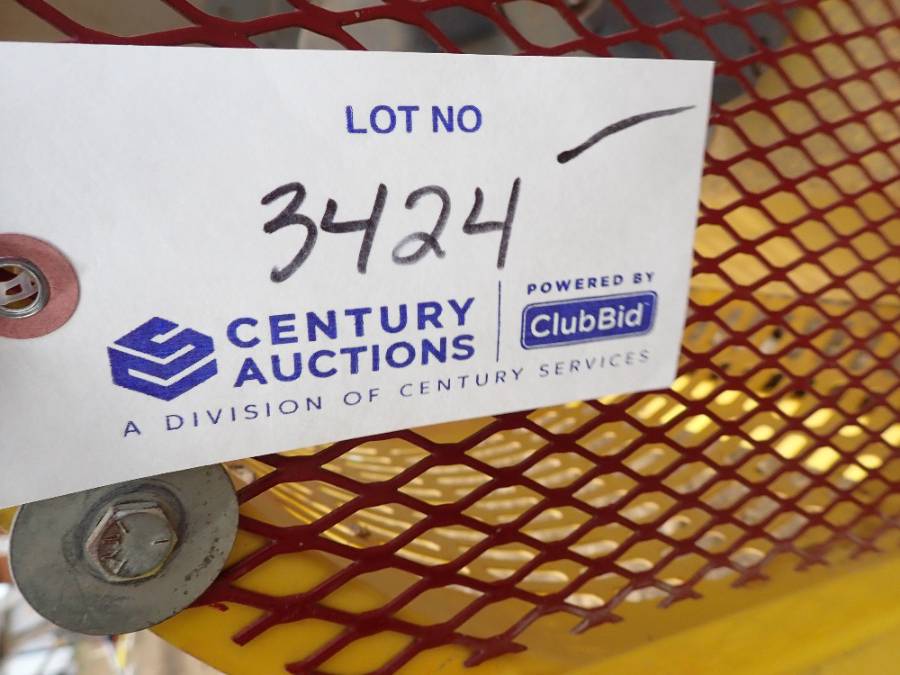 LOT NO
3424
CENTURY
AUCTIONS
POWERED BY
ClubBid
A DIVISION OF CENTURY SERVICES